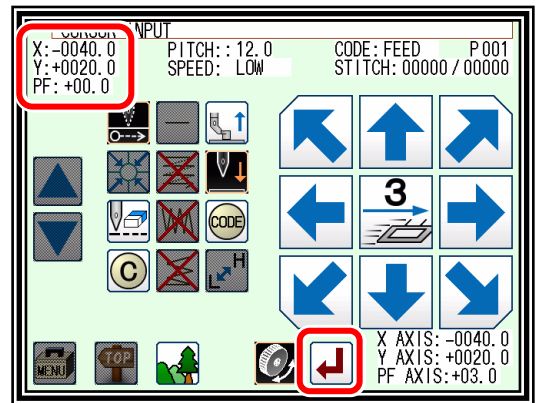 CURSOR INPUT
X:-0040.0 PITCH::12.0 CODE:FEED P001
Y:+0020.0 SPEED: LOW STITCH:00000/00000
PF:+00.0
3
CODE
C
L H
MENU
TOP
X AXIS:-0040.0
Y AXIS:+0020.0
PF AXIS:+03.0